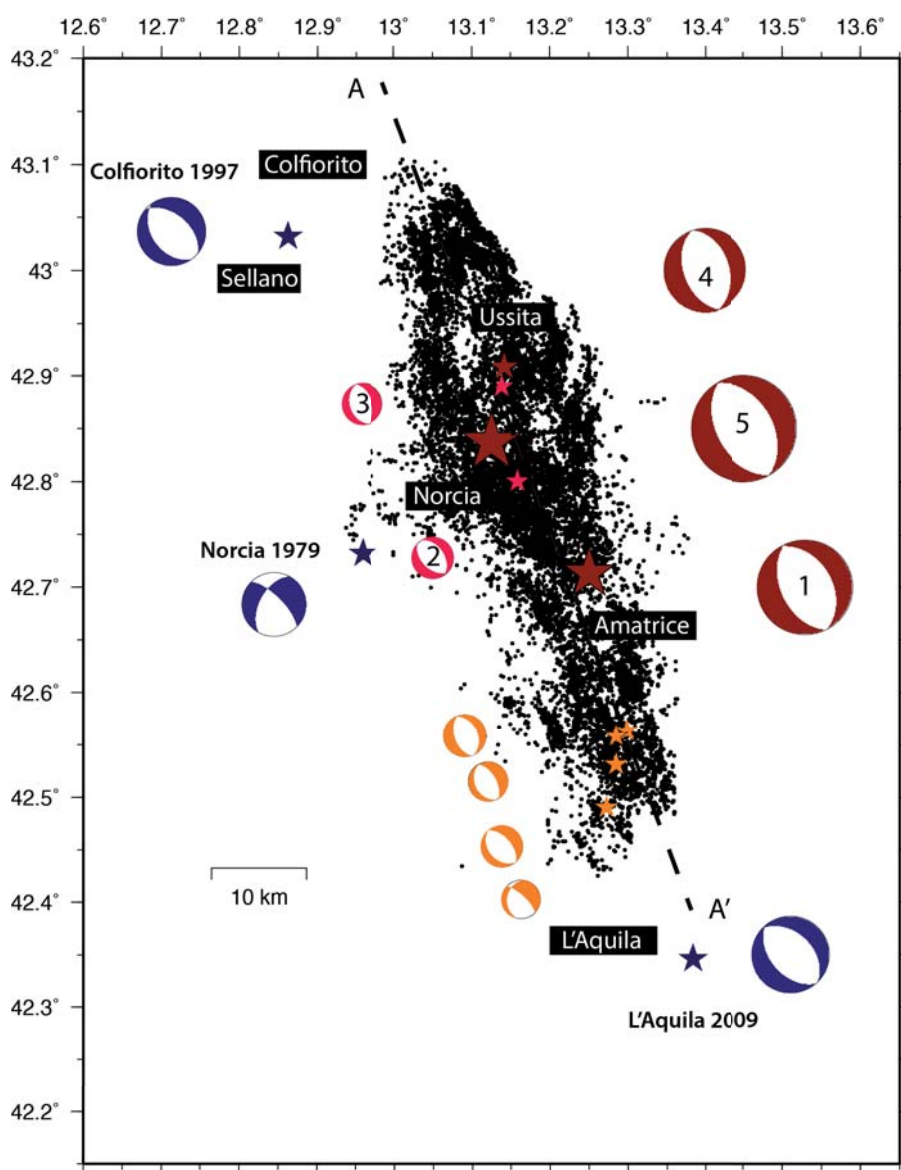 12.6 12.7 12.8 12.9 13 13.1 13.2 13.3 13.4 13.5 13.6
43.2°
A
43.1°
Colfiorito
Colfiorito 1997
43°
4
Sellano
Ussita
42.9°
3
5
42.8°
Norcia
Norcia 1979
2
42.7°
1
Amatrice
42.6°
42.5°
10 km
42.4°
A'
L'Aquila
42.3°
L'Aquila 2009
42.2°